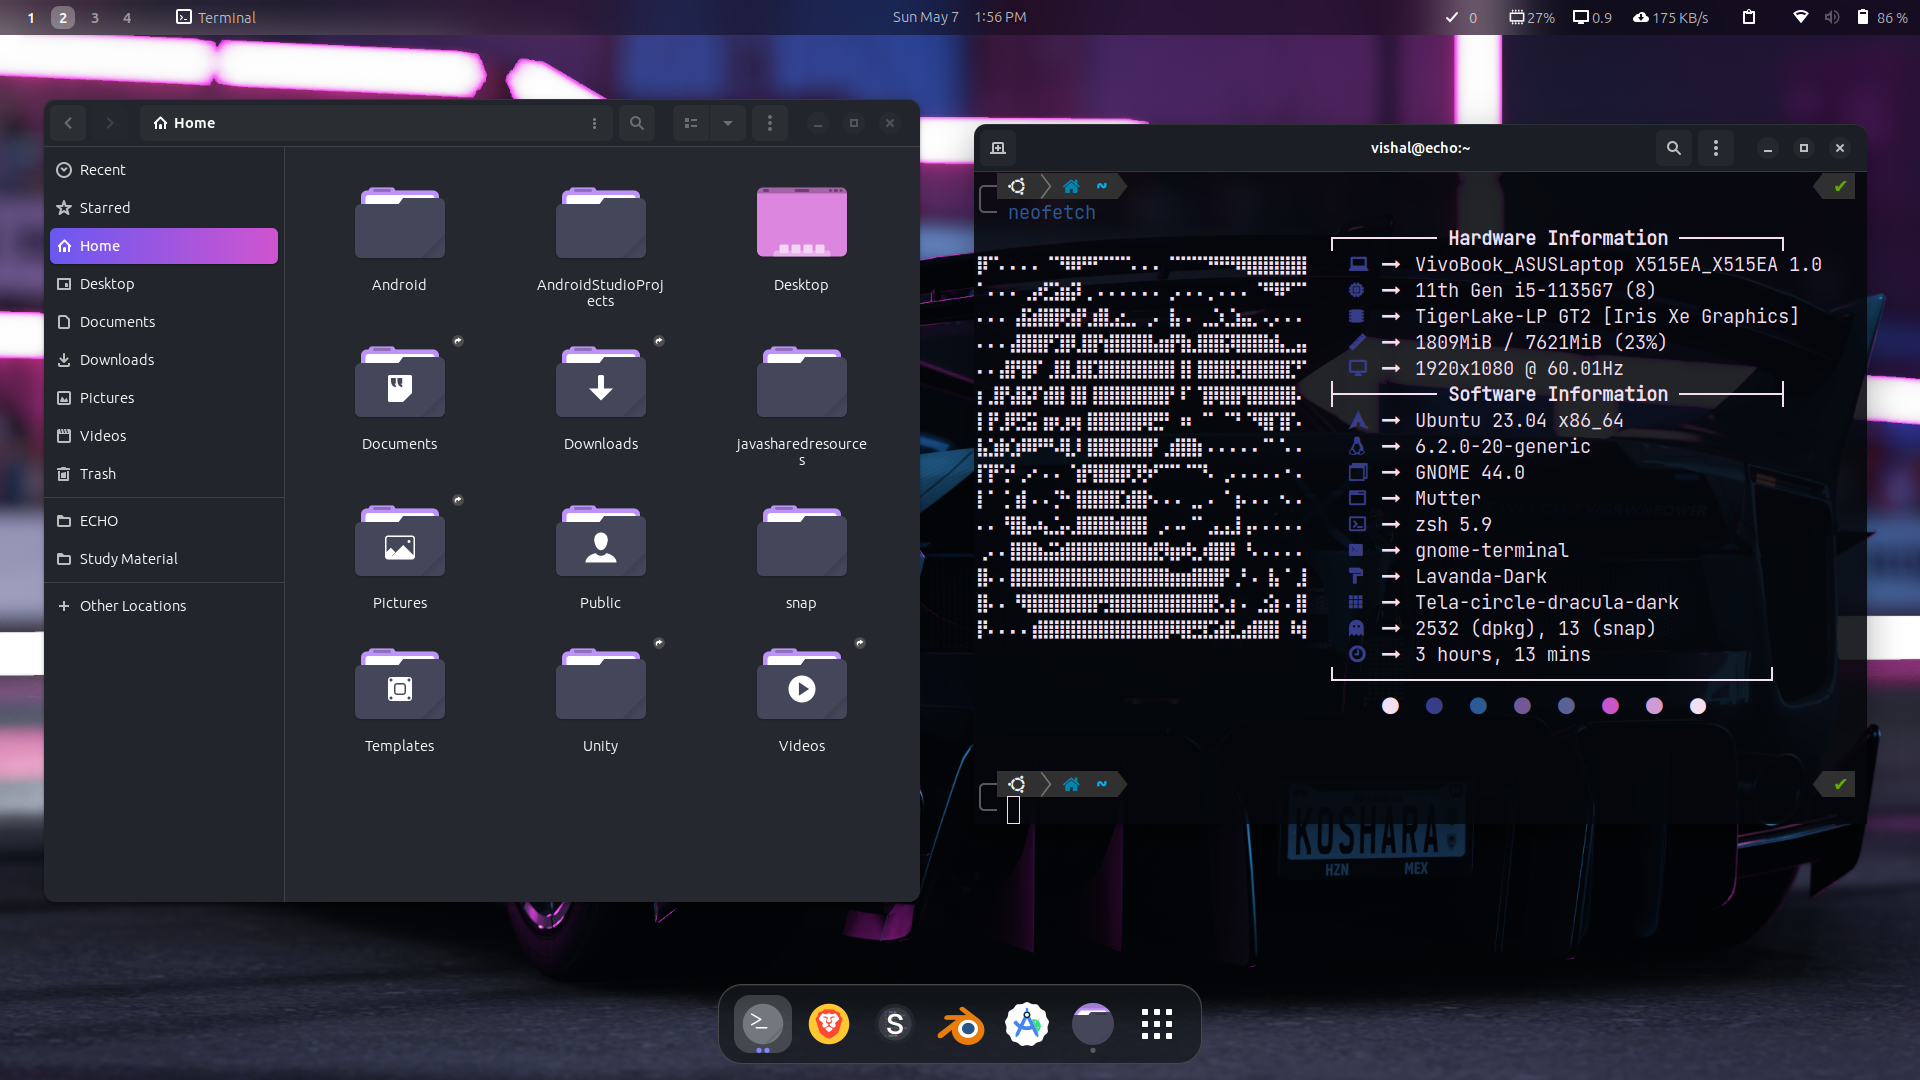 1 2 3 4 Terminal
Sun May 7 1:56 PM
0 27% 0.9 175 KB/s 86 %
Home
Recent
Starred
Home
Desktop
Documents
Downloads
Pictures
Videos
Trash
ECHO
Study Material
+ Other Locations
Android
AndroidStudioProj
ects
Desktop
Documents
Downloads
javasharedresource
s
Pictures
Public
snap
Templates
Unity
Videos
vishal@echo:~
~
neofetch
Hardware Information
VivoBook_ASUSLaptop X515EA_X515EA 1.0
11th Gen i5-1135G7 (8)
TigerLake-LP GT2 [Iris Xe Graphics]
1809MiB / 7621MiB (23%)
1920x1080 @ 60.01Hz
Software Information
Ubuntu 23.04 x86_64
6.2.0-20-generic
GNOME 44.0
Mutter
zsh 5.9
gnome-terminal
Lavanda-Dark
Tela-circle-dracula-dark
2532 (dpkg), 13 (snap)
3 hours, 13 mins
~
KOSHARA
HZN MEX
S